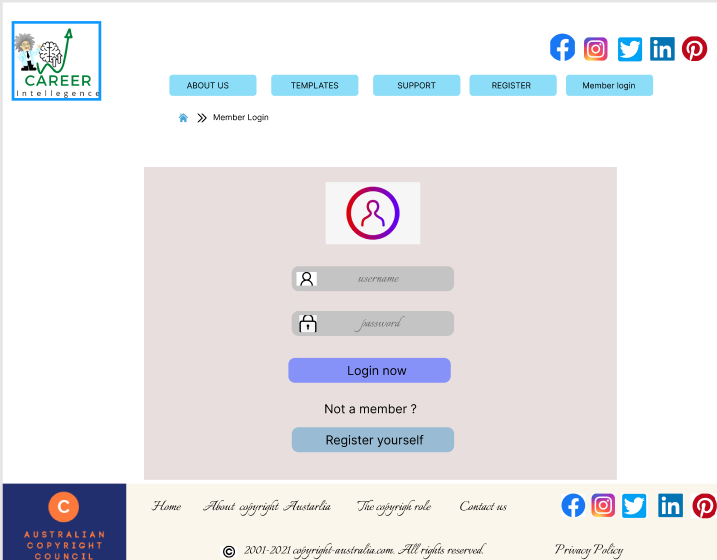 CAREER
Intellegence
ABOUT US
TEMPLATES
SUPPORT
REGISTER
Member login
Member Login
username
password
Login now
Not a member ?
Register yourself
C
AUSTRALIAN
COPYRIGHT
COUNCIL
Home
About copyright Austarlia
The copyrigh role
Contact us
© 2001-2021 copyright-australia.com. All rights reserved.
Privacy Policy